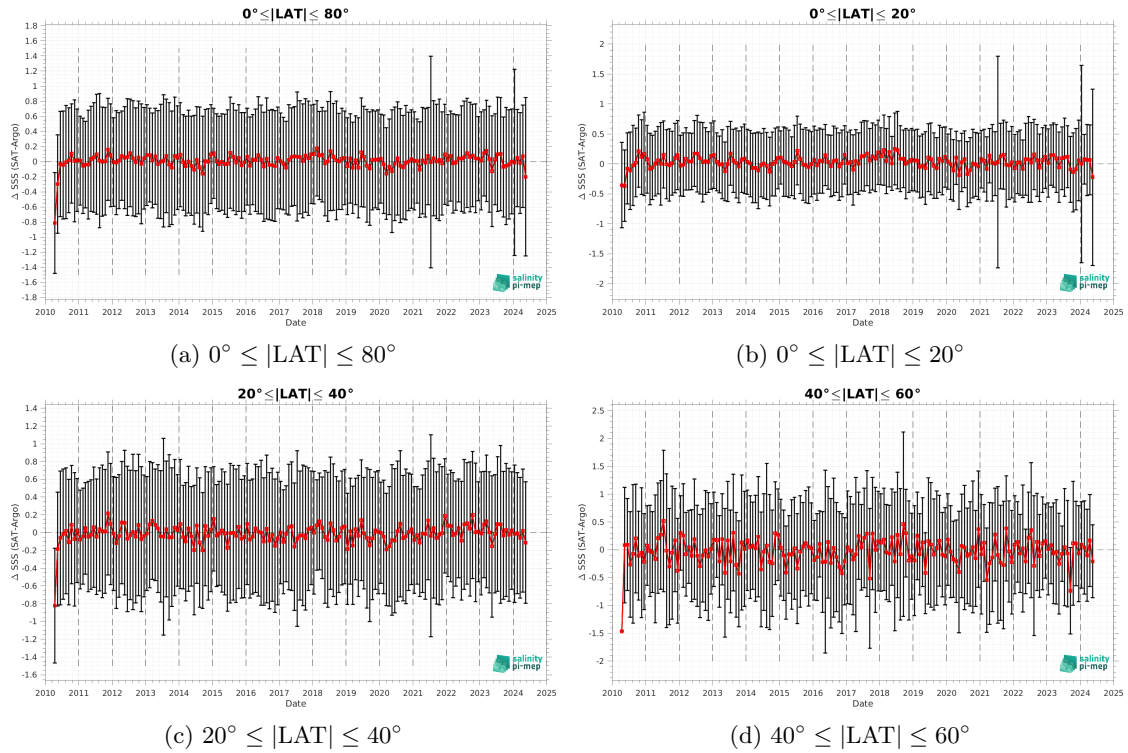 0°≤|LAT|≤ 80°
Δ SSS (SAT-Argo)
1.8
1.6
1.4
1.2
1
0.8
0.6
0.4
0.2
0
-0.2
-0.4
-0.6
-0.8
-1
-1.2
-1.4
-1.6
-1.8
salinity
pi-mep
2010 2011 2012 2013 2014 2015 2016 2017 2018 2019 2020 2021 2022 2023 2024 2025
Date
(a) 0° ≤ |LAT| ≤ 80°
0°≤|LAT|≤ 20°
Δ SSS (SAT-Argo)
2
1.5
1
0.5
0
-0.5
-1
-1.5
-2
salinity
pi-mep
2010 2011 2012 2013 2014 2015 2016 2017 2018 2019 2020 2021 2022 2023 2024 2025
Date
(b) 0° ≤ |LAT| ≤ 20°
20°≤|LAT|≤ 40°
Δ SSS (SAT-Argo)
1.4
1.2
1
0.8
0.6
0.4
0.2
0
-0.2
-0.4
-0.6
-0.8
-1
-1.2
-1.4
-1.6
salinity
pi-mep
2010 2011 2012 2013 2014 2015 2016 2017 2018 2019 2020 2021 2022 2023 2024 2025
Date
(c) 20° ≤ |LAT| ≤ 40°
40°≤|LAT|≤ 60°
Δ SSS (SAT-Argo)
2.5
2
1.5
1
0.5
0
-0.5
-1
-1.5
-2
salinity
pi-mep
2010 2011 2012 2013 2014 2015 2016 2017 2018 2019 2020 2021 2022 2023 2024 2025
Date
(d) 40° ≤ |LAT| ≤ 60°